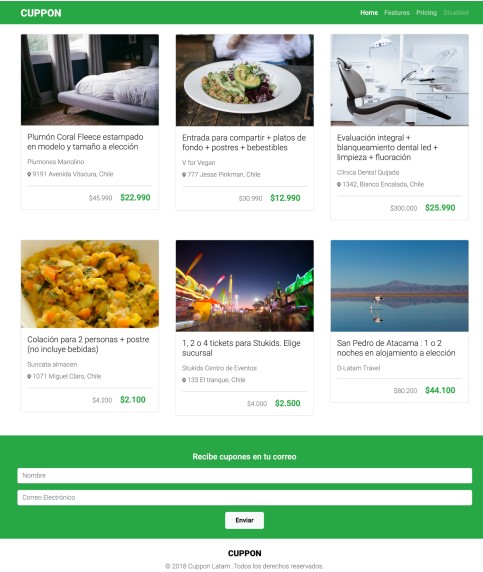 CUPPON
Home Features Pricing Disabled
Plumón Coral Fleece estampado
en modelo y tamaño a elección
Plumones Manolino
9191 Avenida Vitacura, Chile
$45.990 $22.990
Entrada para compartir + platos de
fondo + postres + bebestibles
V for Vegan
777 Jesse Pinkman, Chile
$30.990 $12.990
Evaluación integral +
blanqueamiento dental led +
limpieza + fluoración
Clínica Dental Quijada
1342, Blanco Encalada, Chile
$300.000 $25.990
Colación para 2 personas + postre
(no incluye bebidas)
Suncata almacen
1071 Miguel Claro, Chile
$4.200 $2.100
1, 2 o 4 tickets para Stukids. Elige
sucursal
Stukids Centro de Eventos
133 El tranque, Chile
$4.000 $2.500
San Pedro de Atacama : 1 o 2
noches en alojamiento a elección
D-Latam Travel
$80.200 $44.100
Recibe cupones en tu correo
Nombre
Correo Electrónico
Enviar
CUPPON
© 2018 Cuppon Latam .Todos los derechos reservados.